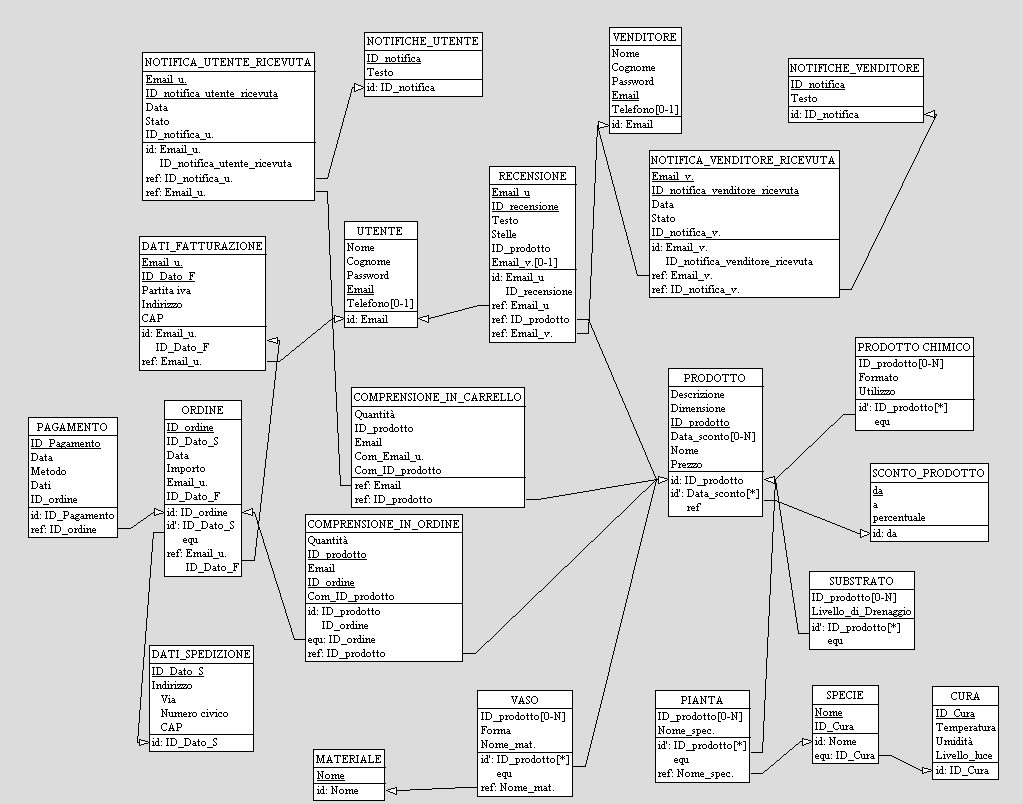 NOTIFICA_UTENTE_RICEVUTA
Email_u.
ID_notifica_utente_ricevuta
Data
Stato
ID_notifica_u.
id: Email_u.
ID_notifica_utente_ricevuta
ref: ID_notifica_u.
ref: Email_u.
NOTIFICHE_UTENTE
ID_notifica
Testo
id: ID_notifica
VENDITORE
Nome
Cognome
Password
Email
Telefono[0-1]
id: Email
NOTIFICHE_VENDITORE
ID_notifica
Testo
id: ID_notifica
NOTIFICA_VENDITORE_RICEVUTA
Email_v.
ID_notifica_venditore_ricevuta
Data
Stato
ID_notifica_v.
id: Email_v.
ID_notifica_venditore_ricevuta
ref: Email_v.
ref: ID_notifica_v.
RECENSIONE
Email_u
ID_recensione
Testo
Stelle
ID_prodotto
Email_v.[0-1]
id: Email_u
ID_recensione
ref: Email_u
ref: ID_prodotto
ref: Email_v.
UTENTE
Nome
Cognome
Password
Email
Telefono[0-1]
id: Email
DATI_FATTURAZIONE
Email_u.
ID_Dato_F
Partita iva
Indirizzo
CAP
id: Email_u.
ID_Dato_F
ref: Email_u.
PRODOTTO CHIMICO
ID_prodotto[0-N]
Formato
Utilizzo
id': ID_prodotto[*]
equ
PRODOTTO
Descrizione
Dimensione
ID_prodotto
Data_sconto[0-N]
Nome
Prezzo
id: ID_prodotto
id': Data_sconto[*]
ref
COMPRENSIONE_IN_CARRELLO
Quantità
ID_prodotto
Email
Com_Email_u.
Com_ID_prodotto
ref: Email
ref: ID_prodotto
ORDINE
ID_ordine
ID_Dato_S
Data
Importo
Email_u.
ID_Dato_F
id: ID_ordine
id': ID_Dato_S
equ
ref: Email_u.
ID_Dato_F
PAGAMENTO
ID_Pagamento
Data
Metodo
Dati
ID_ordine
id: ID_Pagamento
ref: ID_ordine
SCONTO_PRODOTTO
da
a
percentuale
id: da
COMPRENSIONE_IN_ORDINE
Quantità
ID_prodotto
Email
ID_ordine
Com_ID_prodotto
id: ID_prodotto
ID_ordine
equ: ID_ordine
ref: ID_prodotto
SUBSTRATO
ID_prodotto[0-N]
Livello_di_Drenaggio
id': ID_prodotto[*]
equ
DATI_SPEDIZIONE
ID_Dato_S
Indirizzo
Via
Numero civico
CAP
id: ID_Dato_S
VASO
ID_prodotto[0-N]
Forma
Nome_mat.
id': ID_prodotto[*]
equ
ref: Nome_mat.
PIANTA
ID_prodotto[0-N]
Nome_spec.
id': ID_prodotto[*]
equ
ref: Nome_spec.
SPECIE
Nome
ID_Cura
id: Nome
equ: ID_Cura
CURA
ID_Cura
Temperatura
Umidità
Livello_luce
id: ID_Cura
MATERIALE
Nome
id: Nome